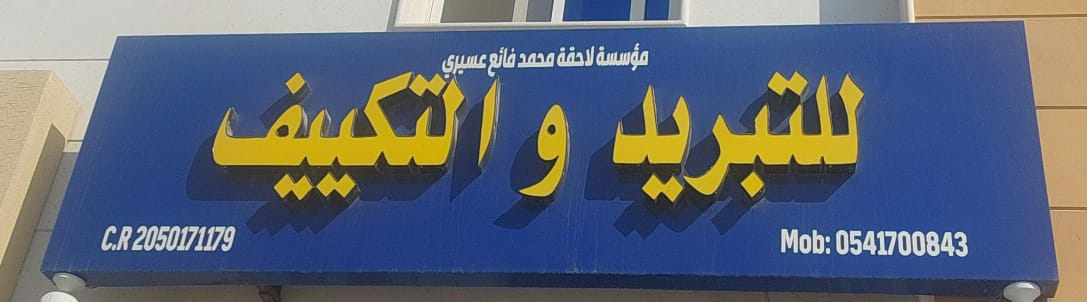 مؤسسة لاحقة محمد فائع عسيري
للتبريد و التكييف
C.R 2050171179
Mob: 0541700843